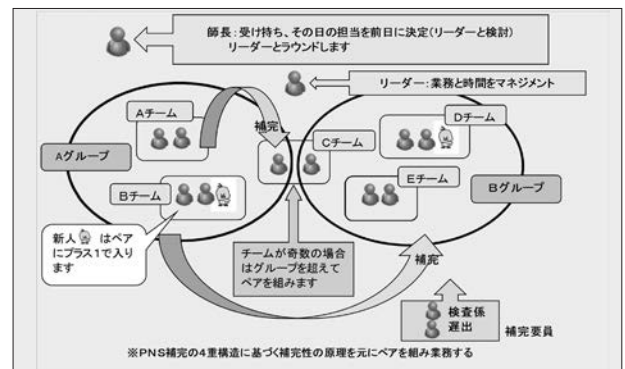 師長：受け持ち、その日の担当を前日に決定(リーダーと検討)
リーダーとラウンドします
リーダー：業務と時間をマネジメント
Aチーム
補完
Dチーム
Cチーム
Aグループ
Bチーム
Eチーム
Bグループ
新人 はペア
にプラス1で入り
ます
チームが奇数の場合
はグループを超えて
ペアを組みます
補完
検査係
遅出
補完要員
※PNS補完の4重構造に基づく補完性の原理を元にペアを組み業務する